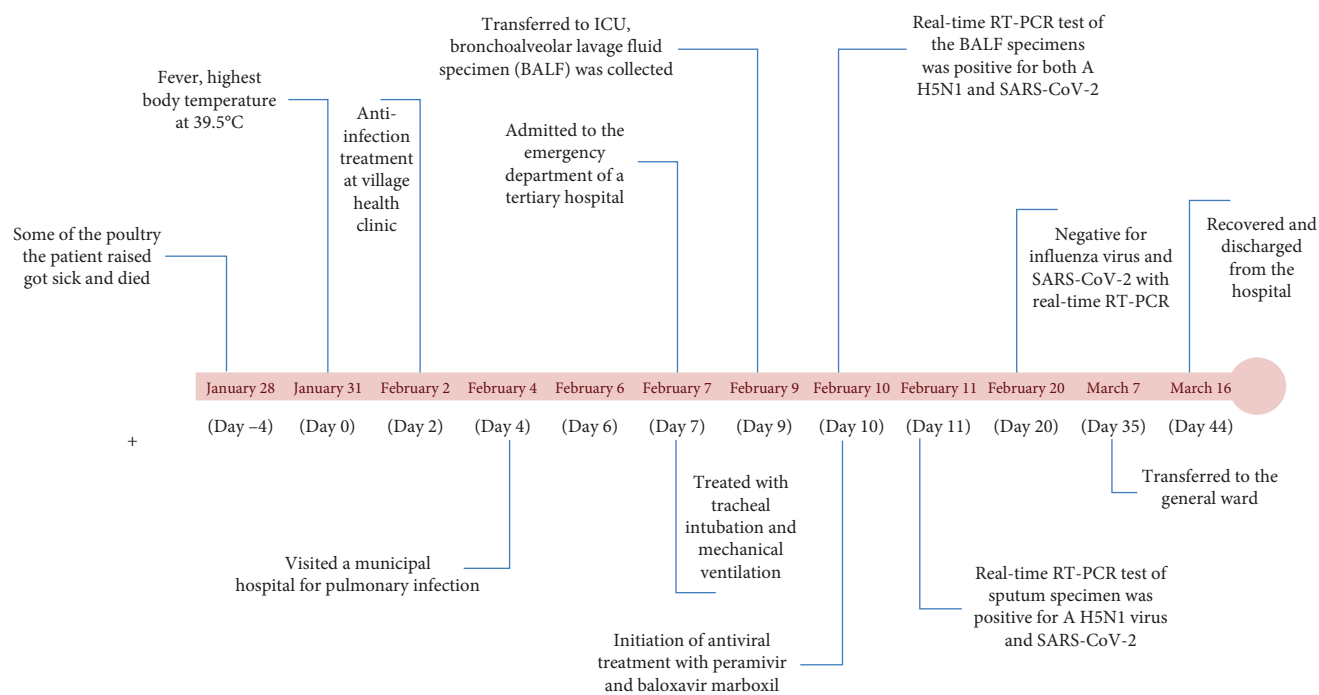 Some of the poultry
the patient raised
got sick and died
Fever, highest
body temperature
at 39.5°C
Anti-
infection
treatment
at village
health
clinic
Transferred to ICU,
bronchoalveolar lavage fluid
specimen (BALF) was collected
Admitted to the
emergency
department of a
tertiary hospital
Real-time RT-PCR test of
the BALF specimens
was positive for both A
H5N1 and SARS-CoV-2
Negative for
influenza virus and
SARS-CoV-2 with
real-time RT-PCR
Recovered and
discharged
from the
hospital
January 28 January 31 February 2 February 4 February 6 February 7 February 9 February 10 February 11 February 20 March 7 March 16
(Day –4) (Day 0) (Day 2) (Day 4) (Day 6) (Day 7) (Day 9) (Day 10) (Day 11) (Day 20) (Day 35) (Day 44)
+
Visited a municipal
hospital for pulmonary infection
Treated with
tracheal
intubation and
mechanical
ventilation
Initiation of antiviral
treatment with peramivir
and baloxavir marboxil
Real-time RT-PCR test of
sputum specimen was
positive for A H5N1 virus
and SARS-CoV-2
Transferred to the
general ward